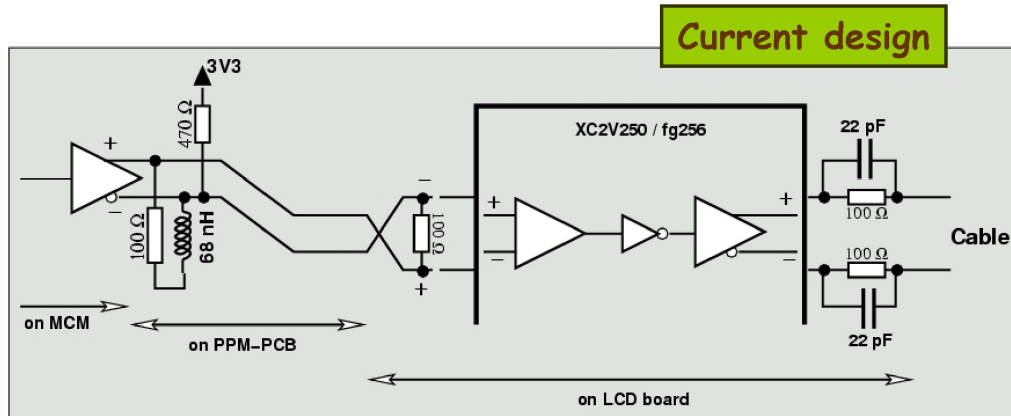 Current design
3V3
470 Ω
+
−
100 Ω
68 nH
−
100 Ω
+
XC2V250 / fg256
+
−
+
−
22 pF
100 Ω
Cable
100 Ω
22 pF
on MCM
on PPM−PCB
on LCD board